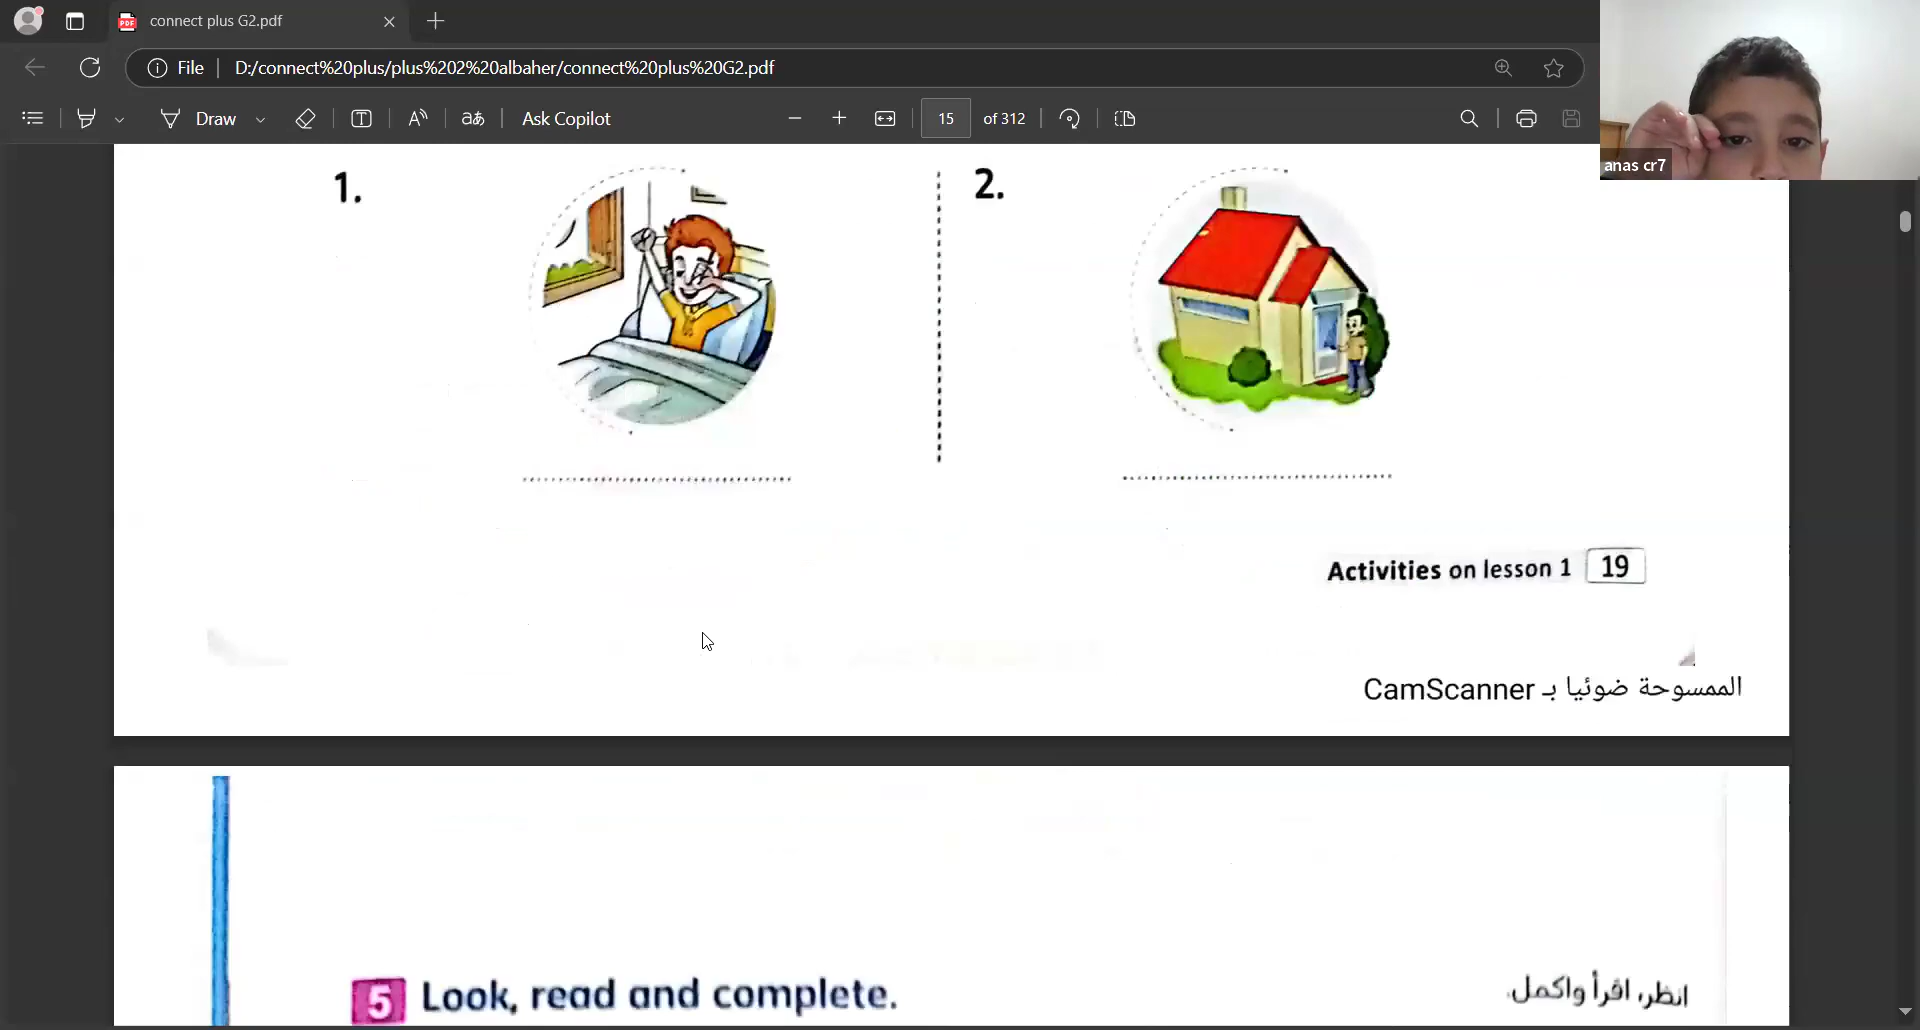 connect plus G2.pdf
File D:/connect%20plus/plus%202%20albaher/connect%20plus%20G2.pdf
Draw aあ Ask Copilot 15 of 312
anas cr7
1. 2.
Activities on lesson 1 19
الممسوحة ضوئيا بـ CamScanner
5 Look, read and complete. انظر، اقرأ واكمل.